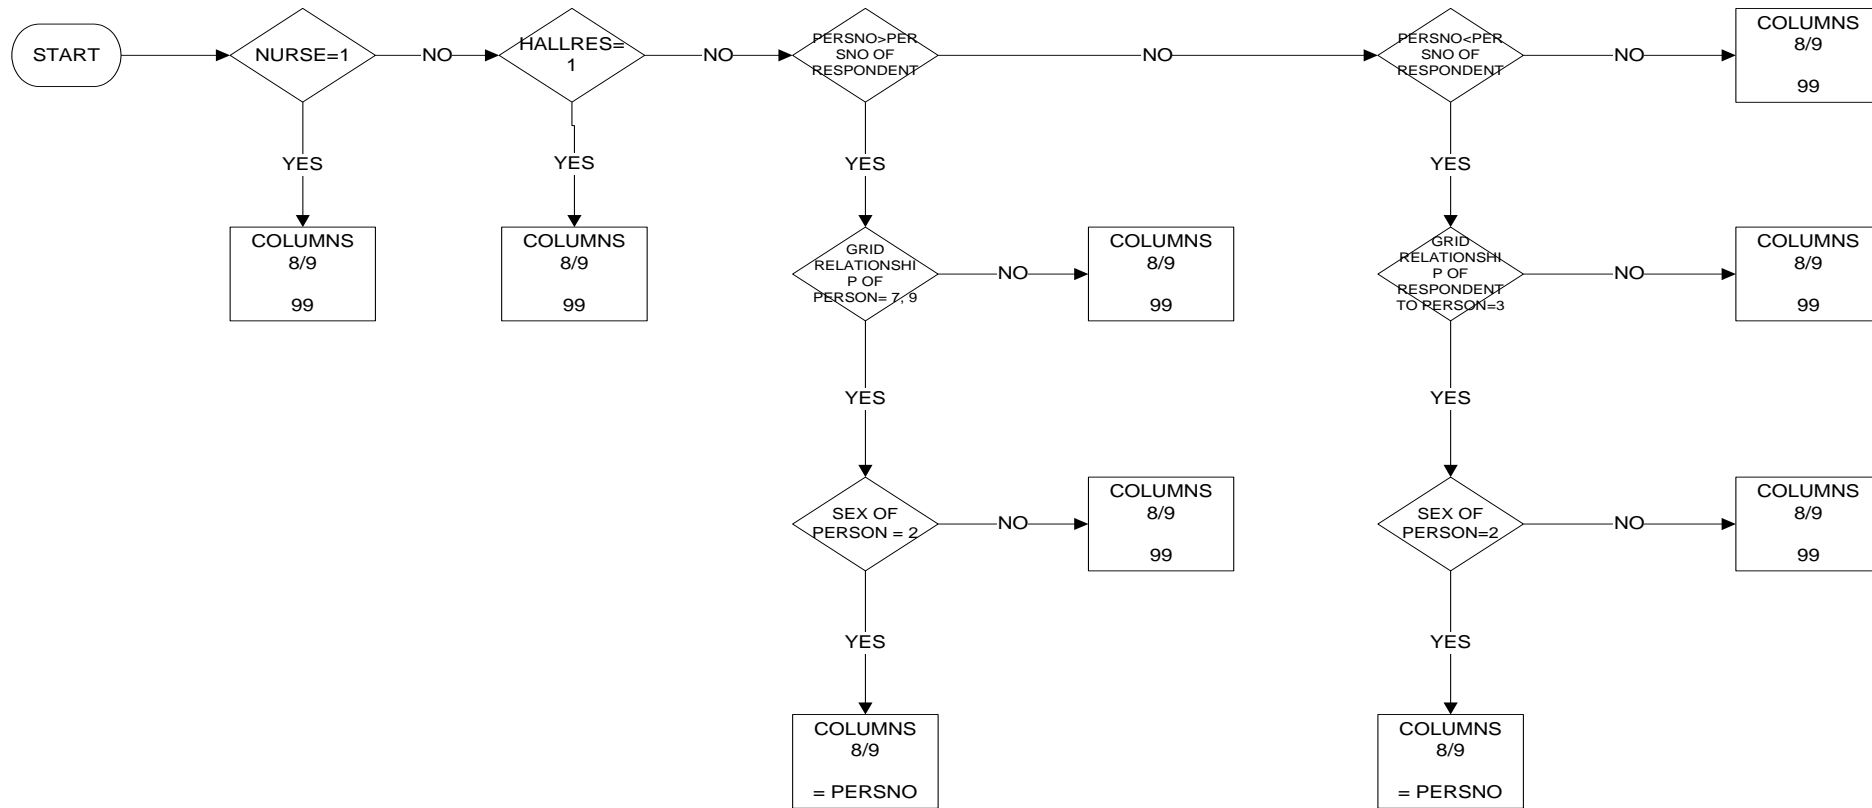 START
NURSE=1
NO
HALLRES=
1
NO
PERSNO>PER
SNO OF
RESPONDENT
NO
PERSNO<PER
SNO OF
RESPONDENT
NO
COLUMNS
8/9
99
YES
YES
YES
YES
COLUMNS
8/9
99
COLUMNS
8/9
99
GRID
RELATIONSHI
P OF
PERSON= 7, 9
NO
COLUMNS
8/9
99
GRID
RELATIONSHI
P OF
RESPONDENT
TO PERSON=3
NO
COLUMNS
8/9
99
YES
YES
SEX OF
PERSON = 2
NO
COLUMNS
8/9
99
SEX OF
PERSON=2
NO
COLUMNS
8/9
99
YES
YES
COLUMNS
8/9
= PERSNO
COLUMNS
8/9
= PERSNO